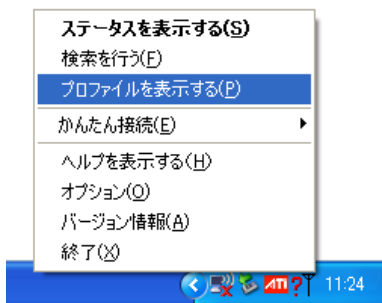 ステータスを表示する(S)
検索を行う(F)
プロファイルを表示する(P)
かんたん接続(E)
ヘルプを表示する(H)
オプション(O)
バージョン情報(A)
終了(X)
ATI ? 11:24